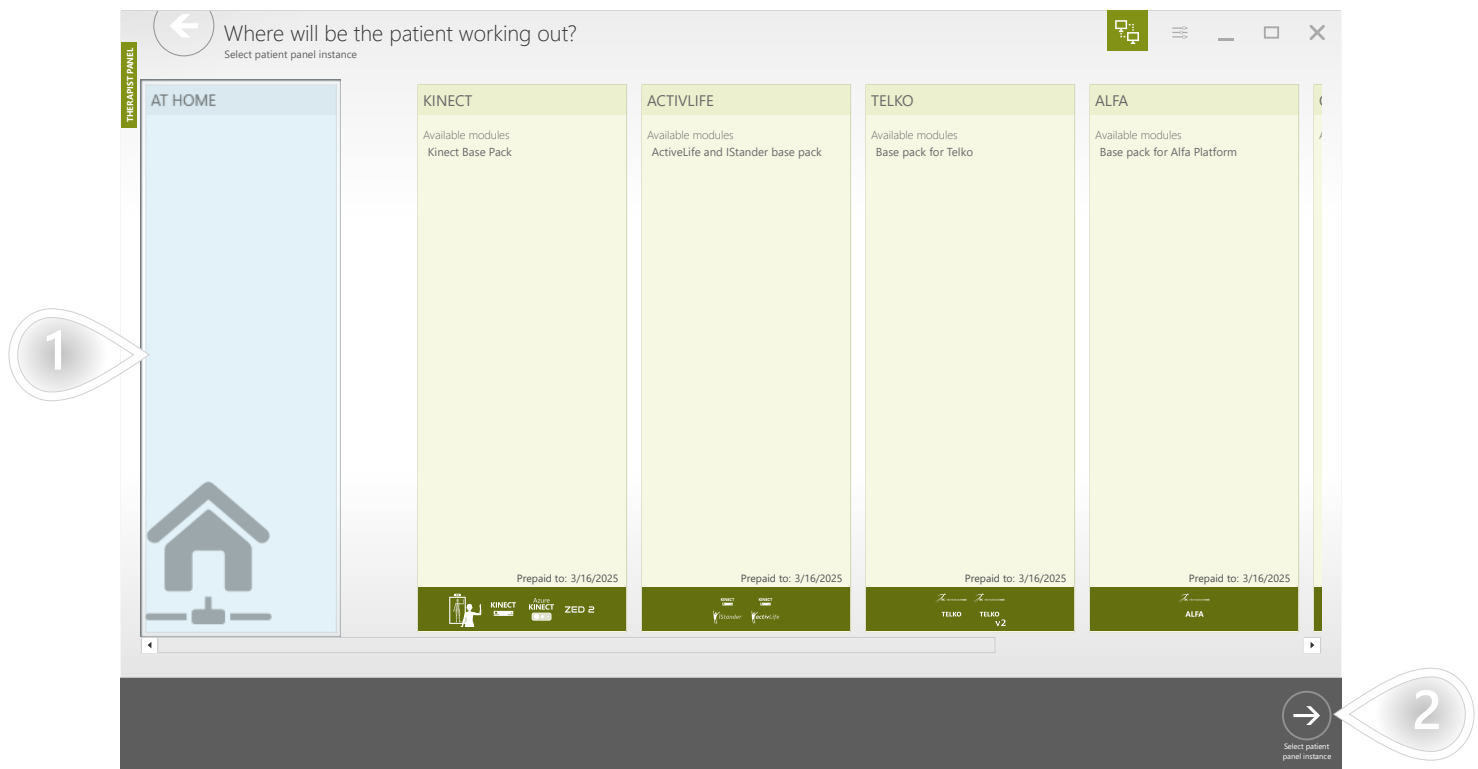 Where will be the patient working out?
Select patient panel instance
THERAPIST PANEL
AT HOME
KINECT
Available modules
Kinect Base Pack
Prepaid to: 3/16/2025
KINECT
Azure
KINECT
ZED 2
ACTIVLIFE
Available modules
ActiveLife and IStander base pack
Prepaid to: 3/16/2025
KINECT
KINECT
iStander
activLife
TELKO
Available modules
Base pack for Telko
Prepaid to: 3/16/2025
TELKO
TELKO
v2
ALFA
Available modules
Base pack for Alfa Platform
Prepaid to: 3/16/2025
ALFA
1
2
Select patient
panel instance